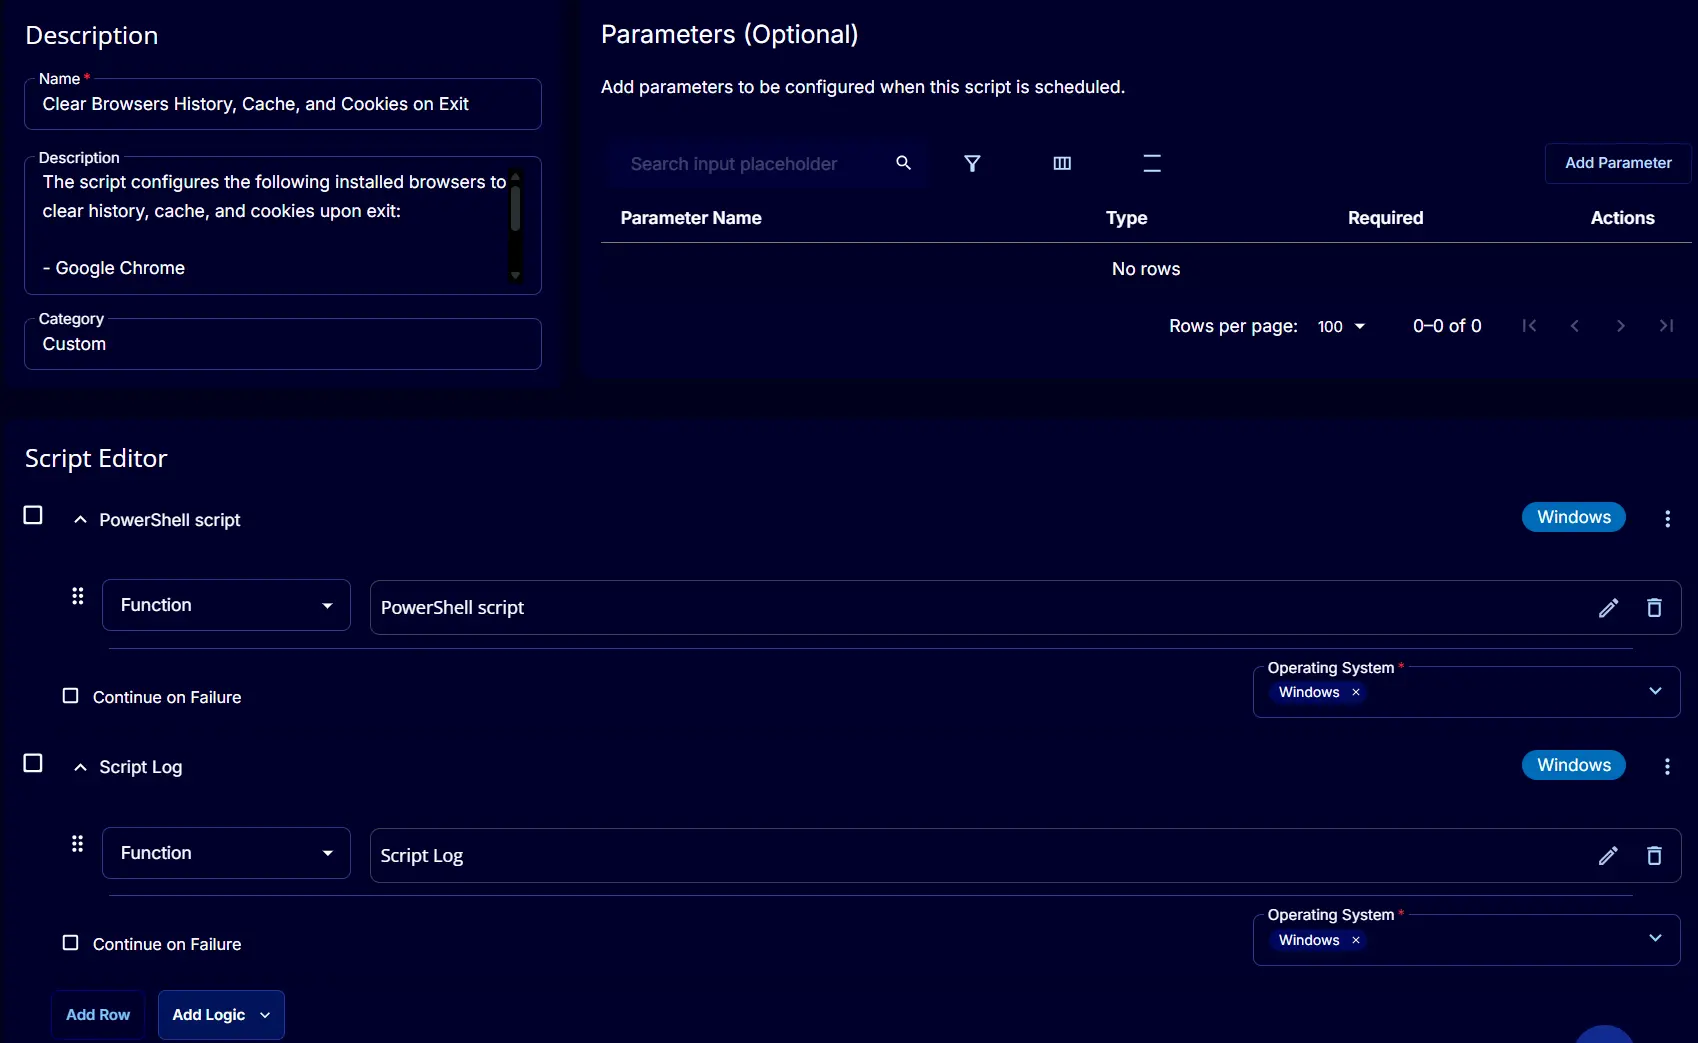 Description
Name *
Clear Browsers History, Cache, and Cookies on Exit
Description
The script configures the following installed browsers to
clear history, cache, and cookies upon exit:
- Google Chrome
Category
Custom
Parameters (Optional)
Add parameters to be configured when this script is scheduled.
Search input placeholder
Add Parameter
Parameter Name Type Required Actions
No rows
Rows per page: 100 0–0 of 0
Script Editor
PowerShell script Windows
Function PowerShell script
Continue on Failure
Operating System *
Windows ×
Script Log Windows
Function Script Log
Continue on Failure
Operating System *
Windows ×
Add Row Add Logic